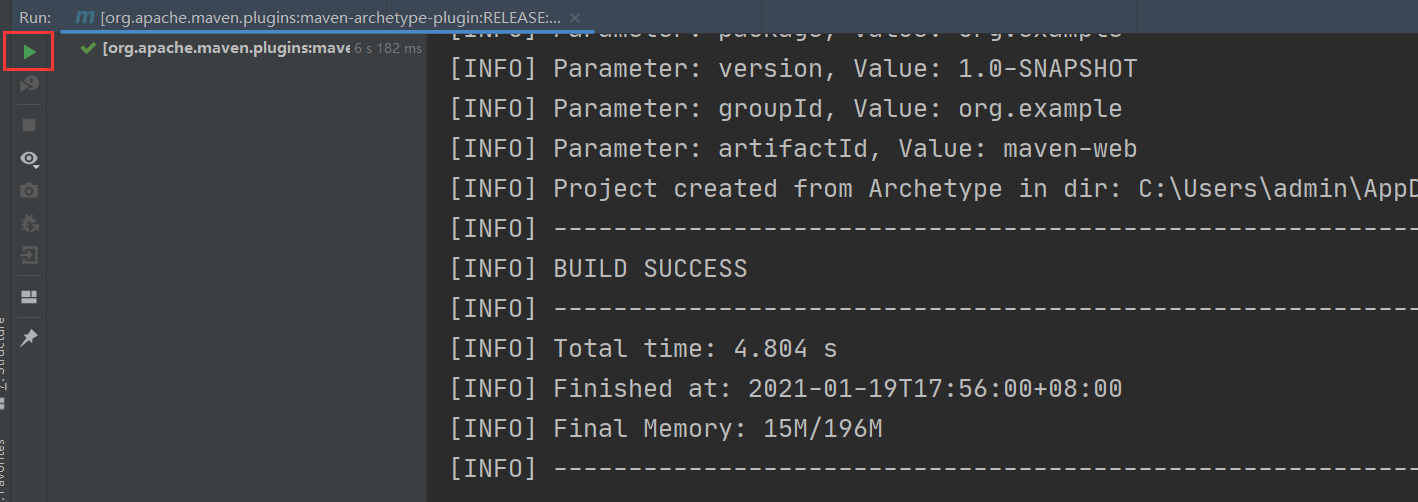 Run: m [org.apache.maven.plugins:maven-archetype-plugin:RELEASE:... ×
[org.apache.maven.plugins:mave 6 s 182 ms
[INFO] Parameter: package, Value: org.example
[INFO] Parameter: version, Value: 1.0-SNAPSHOT
[INFO] Parameter: groupId, Value: org.example
[INFO] Parameter: artifactId, Value: maven-web
[INFO] Project created from Archetype in dir: C:\Users\admin\AppD
[INFO] ----------------------------------------------------------
[INFO] BUILD SUCCESS
[INFO] ----------------------------------------------------------
[INFO] Total time: 4.804 s
[INFO] Finished at: 2021-01-19T17:56:00+08:00
[INFO] Final Memory: 15M/196M
[INFO] ----------------------------------------------------------
7: Structure
Favorites